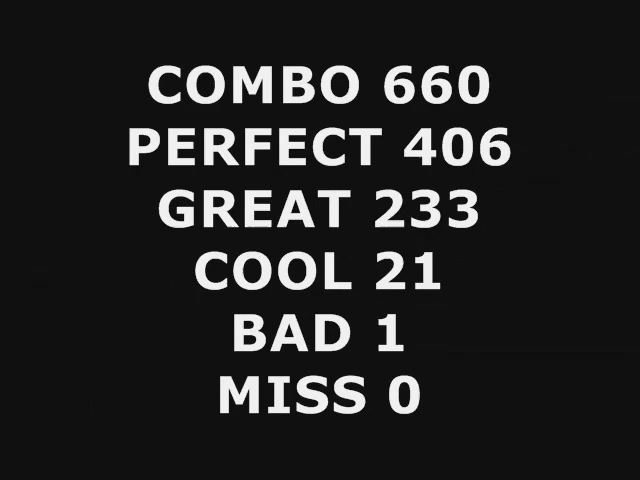 COMBO 660
PERFECT 406
GREAT 233
COOL 21
BAD 1
MISS 0